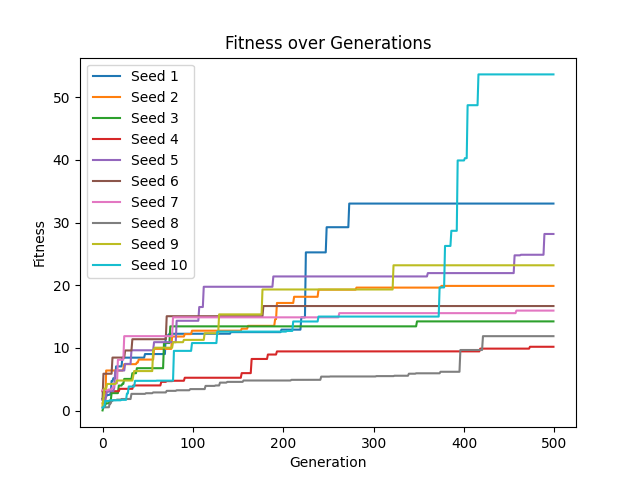 Fitness over Generations
Seed 1
Seed 2
Seed 3
Seed 4
Seed 5
Seed 6
Seed 7
Seed 8
Seed 9
Seed 10
Fitness
50
40
30
20
10
0
0 100 200 300 400 500
Generation